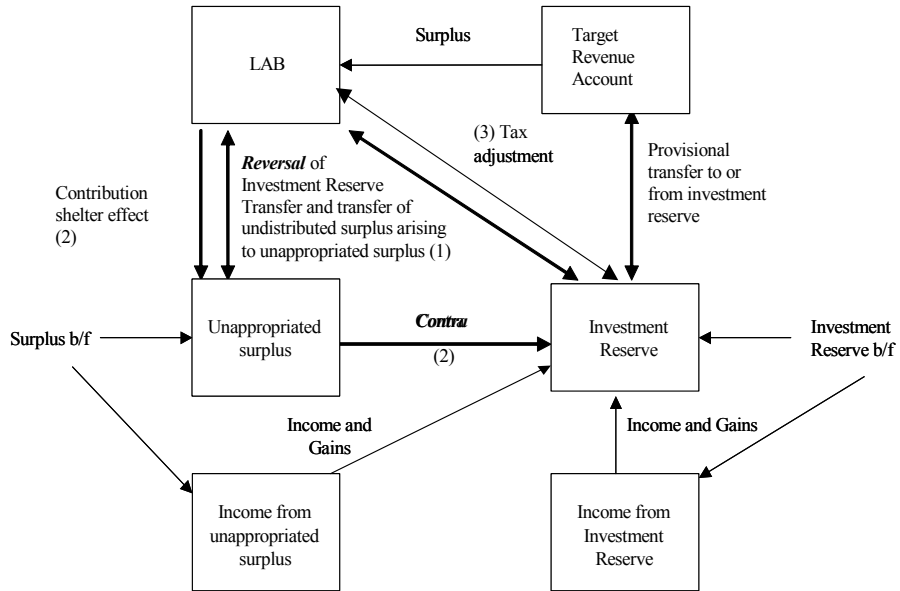 LAB
Surplus
Target
Revenue
Account
(3) Tax
adjustment
Provisional
transfer to or
from investment
reserve
Contribution
shelter effect
(2)
Reversal of
Investment Reserve
Transfer and transfer of
undistributed surplus arising
to unappropriated surplus (1)
Surplus b/f
Unappropriated
surplus
Contra
(2)
Investment
Reserve
Investment
Reserve b/f
Income and
Gains
Income and Gains
Income from
unappropriated
surplus
Income from
Investment
Reserve